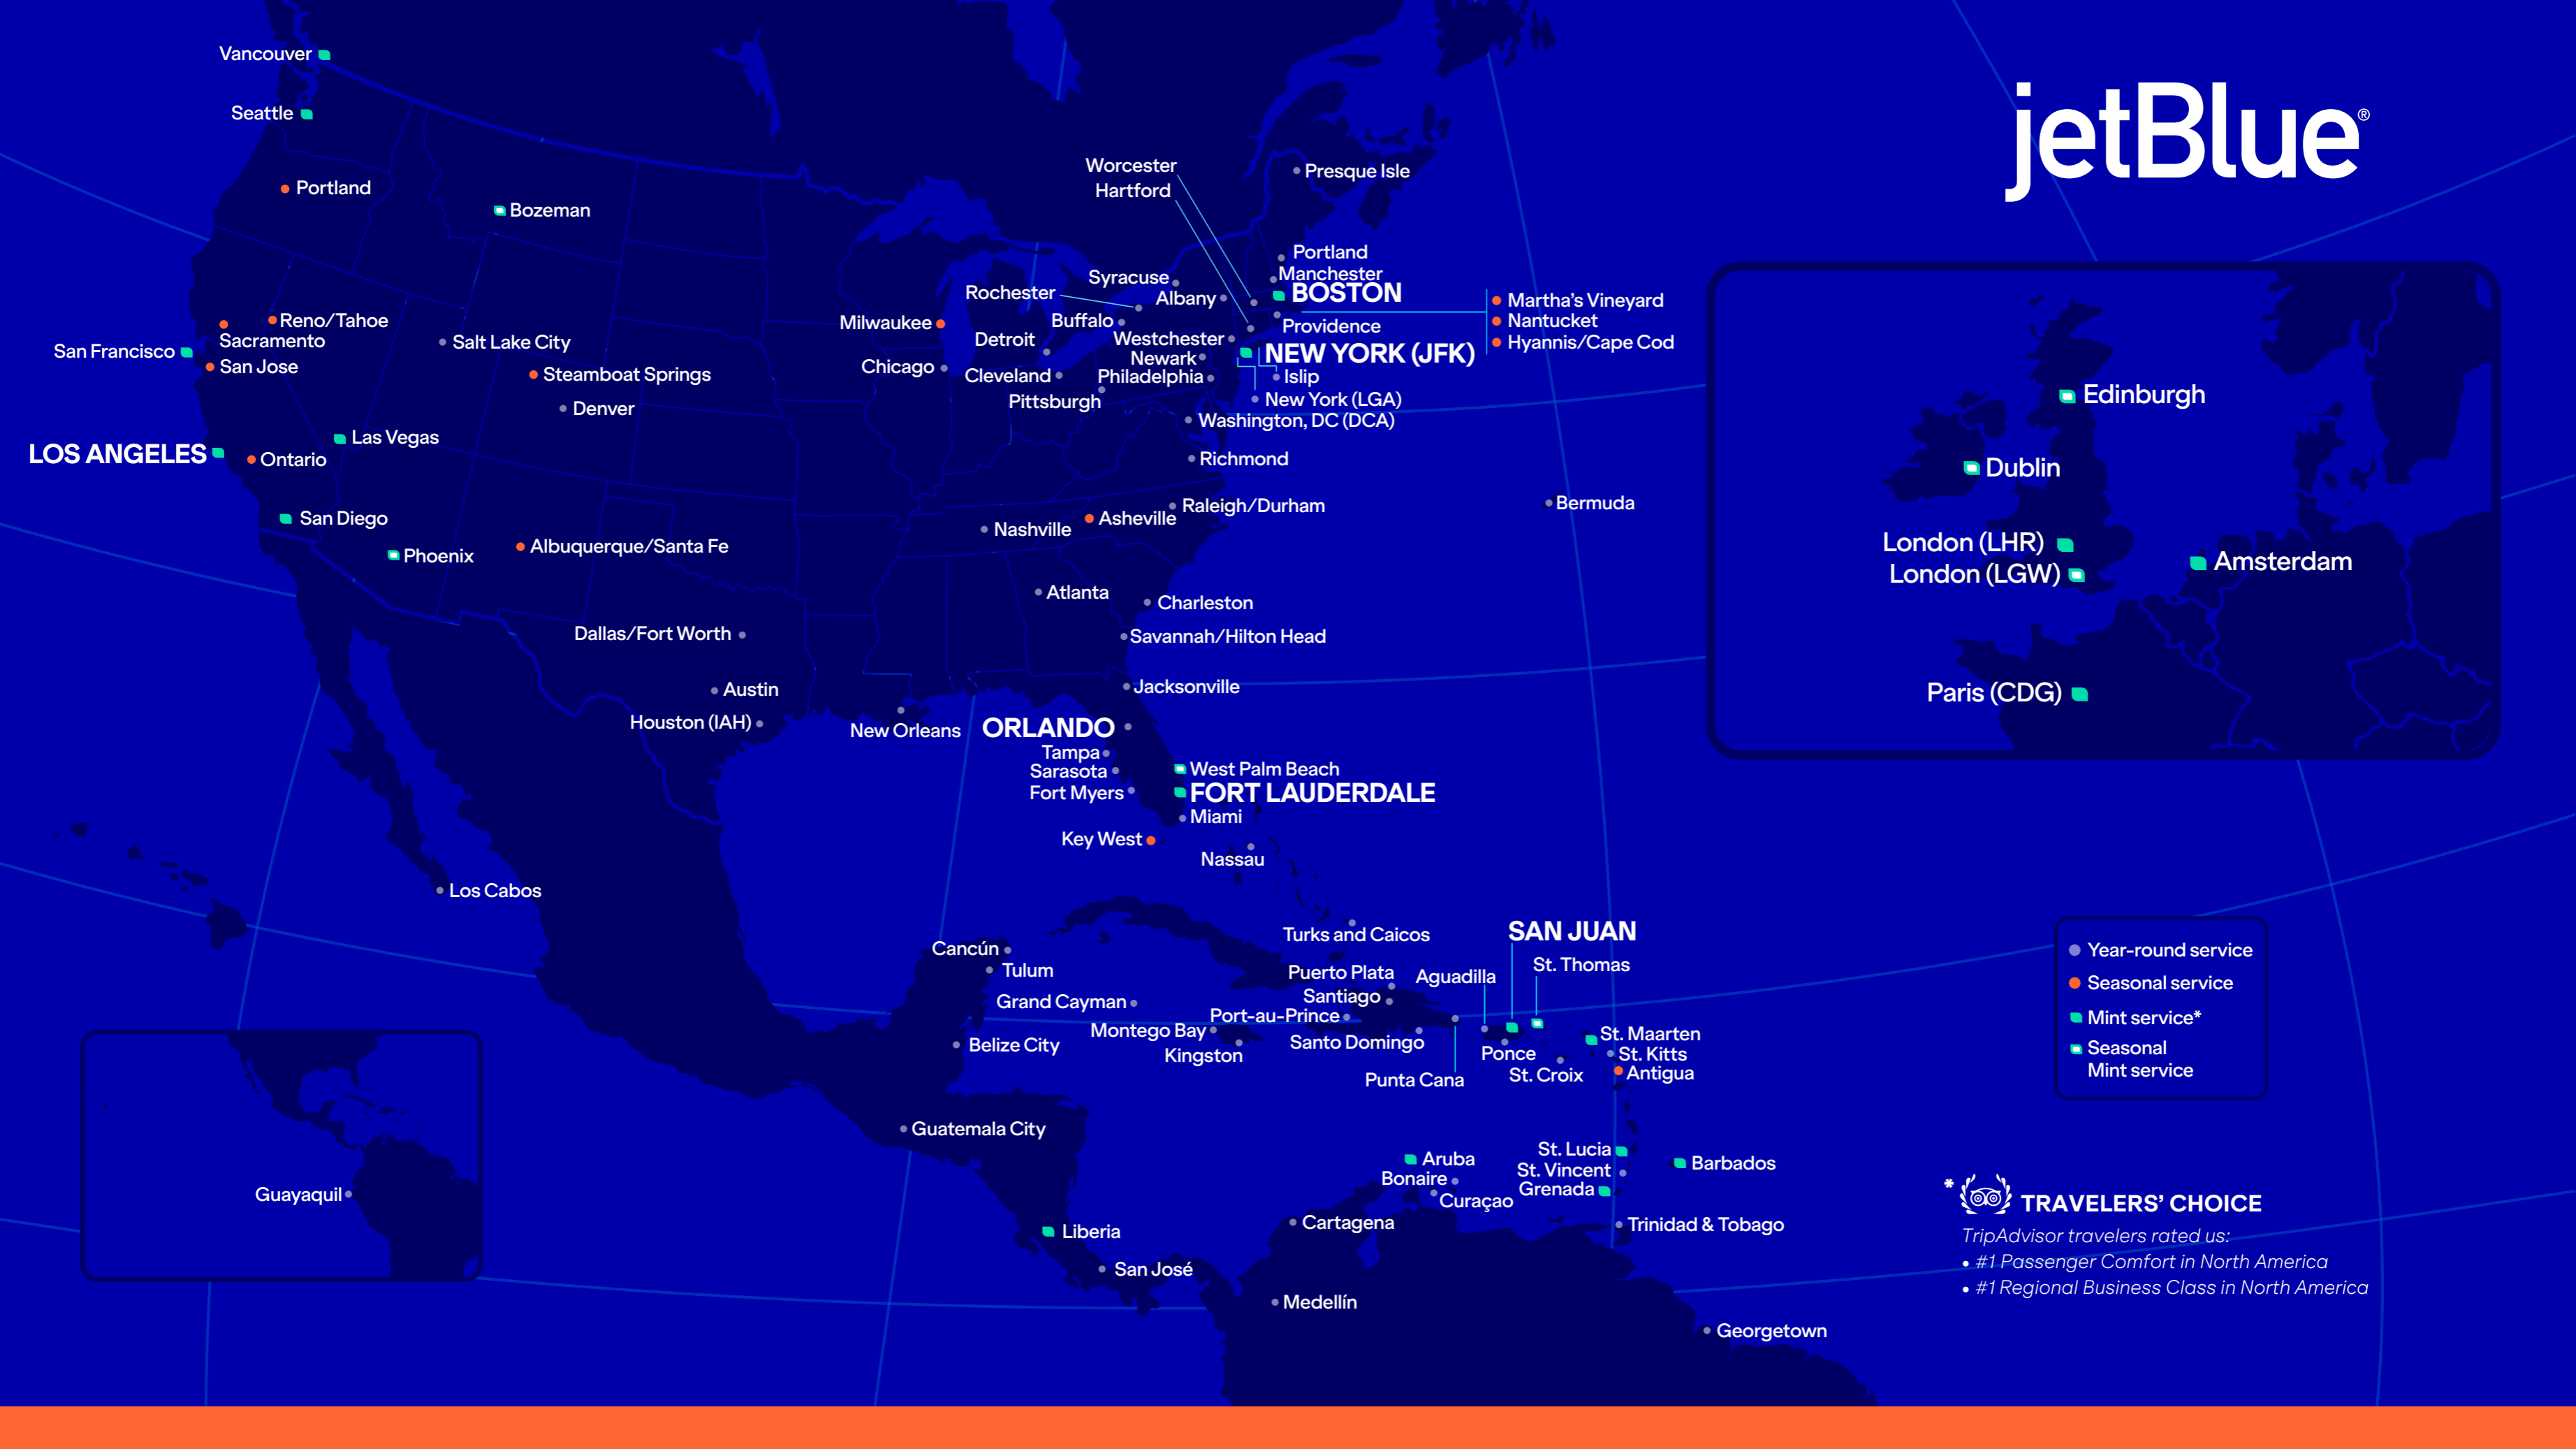 jetBlue®
Vancouver
Seattle
Portland
Bozeman
Reno/Tahoe
Sacramento
San Francisco
San Jose
Salt Lake City
Steamboat Springs
Denver
Las Vegas
LOS ANGELES
Ontario
San Diego
Phoenix
Albuquerque/Santa Fe
Dallas/Fort Worth
Austin
Houston (IAH)
Los Cabos
Worcester
Hartford
Presque Isle
Portland
Manchester
BOSTON
Syracuse
Albany
Rochester
Buffalo
Milwaukee
Detroit
Chicago
Cleveland
Pittsburgh
Westchester
Newark
Philadelphia
Providence
NEW YORK (JFK)
Islip
New York (LGA)
Washington, DC (DCA)
Martha's Vineyard
Nantucket
Hyannis/Cape Cod
Richmond
Raleigh/Durham
Asheville
Nashville
Bermuda
Atlanta
Charleston
Savannah/Hilton Head
Jacksonville
New Orleans
ORLANDO
Tampa
Sarasota
Fort Myers
West Palm Beach
FORT LAUDERDALE
Miami
Key West
Nassau
Cancún
Tulum
Grand Cayman
Montego Bay
Kingston
Belize City
Turks and Caicos
Puerto Plata
Santiago
Port-au-Prince
Santo Domingo
Punta Cana
Aguadilla
SAN JUAN
St. Thomas
Ponce
St. Croix
St. Maarten
St. Kitts
Antigua
Guatemala City
Liberia
San José
Aruba
Bonaire
Curaçao
St. Lucia
St. Vincent
Grenada
Barbados
Trinidad & Tobago
Cartagena
Medellín
Georgetown
Guayaquil
Edinburgh
Dublin
London (LHR)
London (LGW)
Amsterdam
Paris (CDG)
Year-round service
Seasonal service
Mint service*
Seasonal
Mint service
* TRAVELERS' CHOICE
TripAdvisor travelers rated us:
• #1 Passenger Comfort in North America
• #1 Regional Business Class in North America